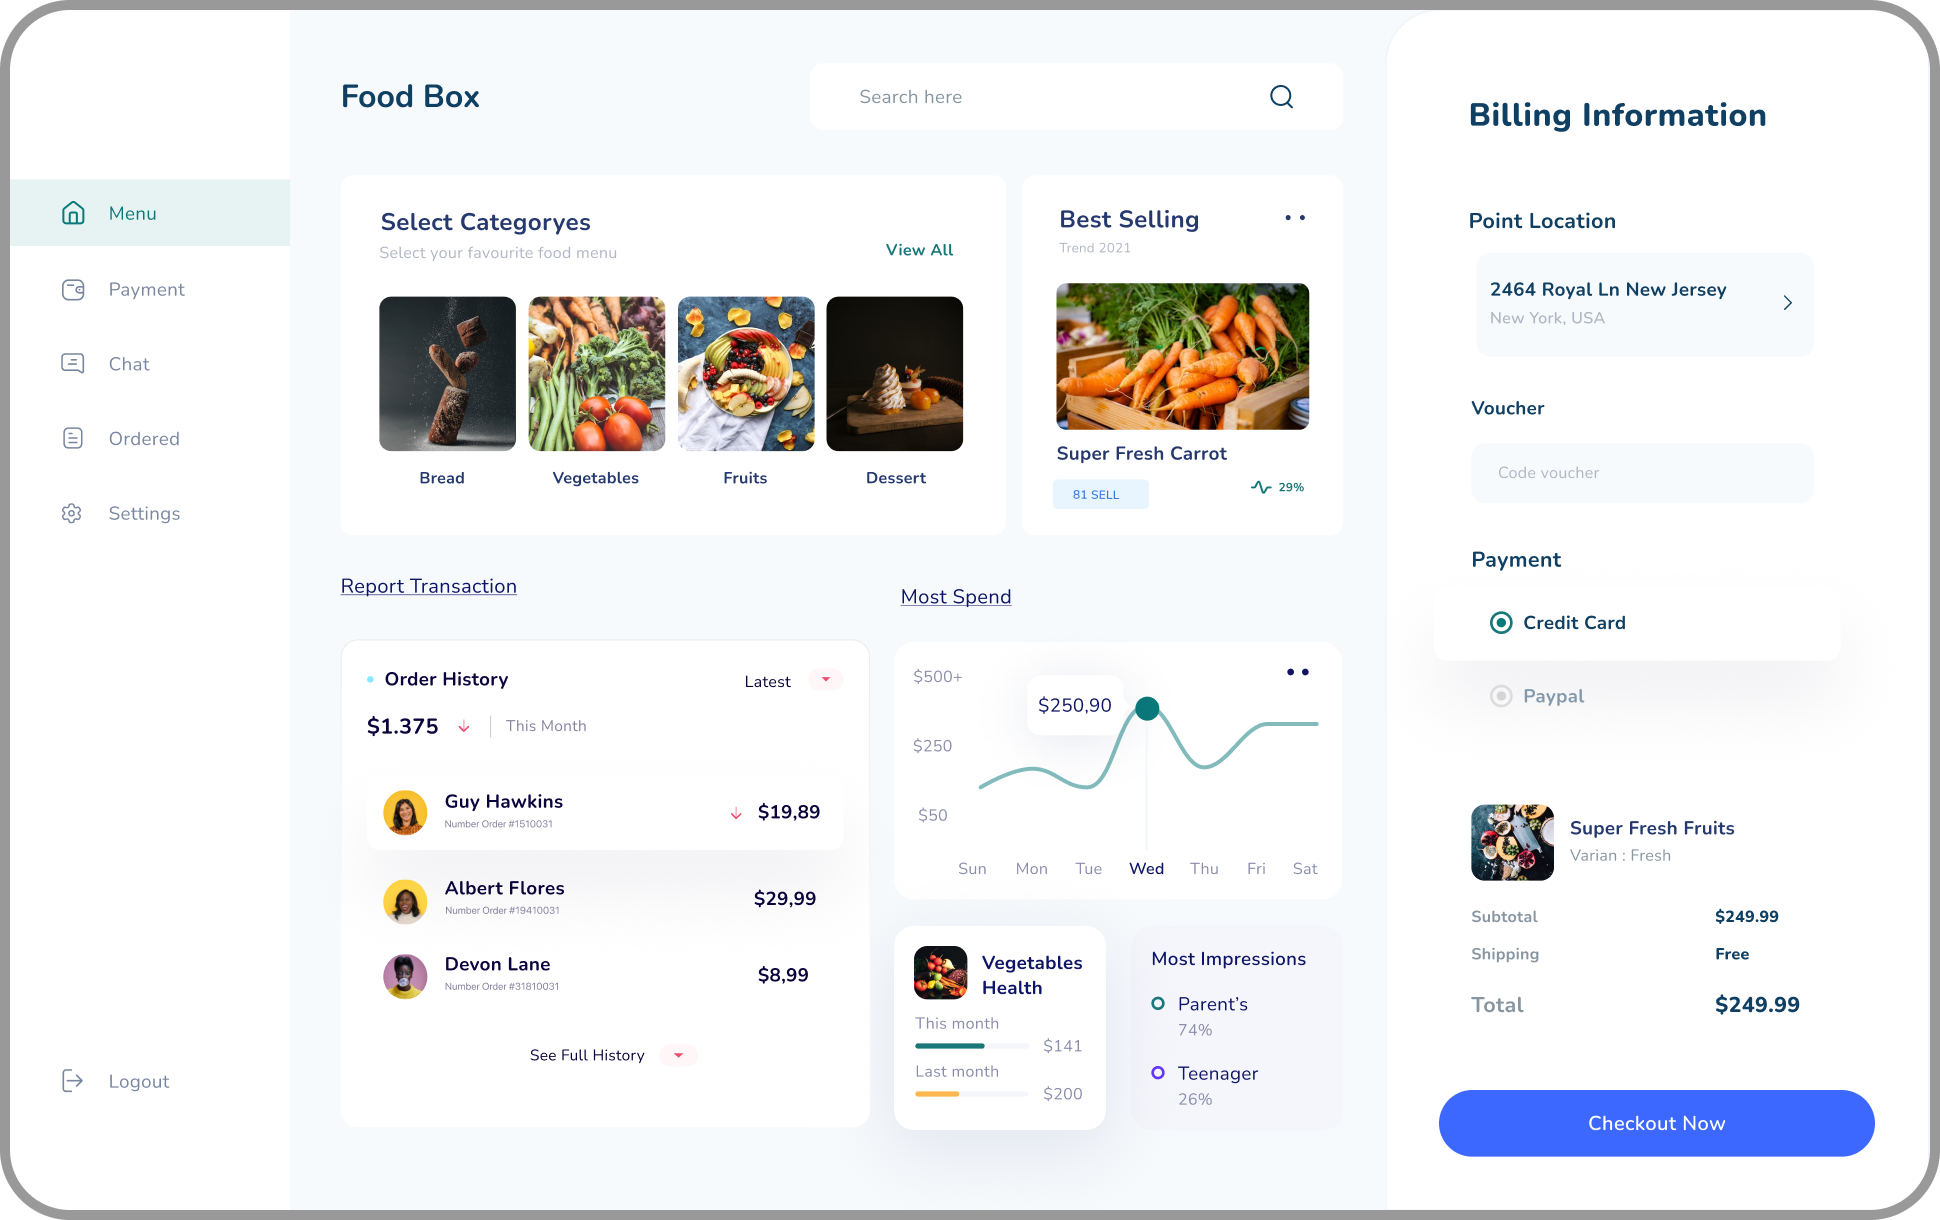 Food Box
Search here
Menu
Payment
Chat
Ordered
Settings
Logout
Select Categoryes
Select your favourite food menu
View All
Bread
Vegetables
Fruits
Dessert
Best Selling
Trend 2021
Super Fresh Carrot
81 SELL
29%
Report Transaction
Order History
Latest
$1.375
This Month
Guy Hawkins
Number Order #1510031
$19,89
Albert Flores
Number Order #19410031
$29,99
Devon Lane
Number Order #31810031
$8,99
See Full History
Most Spend
$500+
$250,90
$250
$50
Sun Mon Tue Wed Thu Fri Sat
Vegetables
Health
This month
$141
Last month
$200
Most Impressions
Parent’s
74%
Teenager
26%
Billing Information
Point Location
2464 Royal Ln New Jersey
New York, USA
Voucher
Code voucher
Payment
Credit Card
Paypal
Super Fresh Fruits
Varian : Fresh
Subtotal $249.99
Shipping Free
Total $249.99
Checkout Now